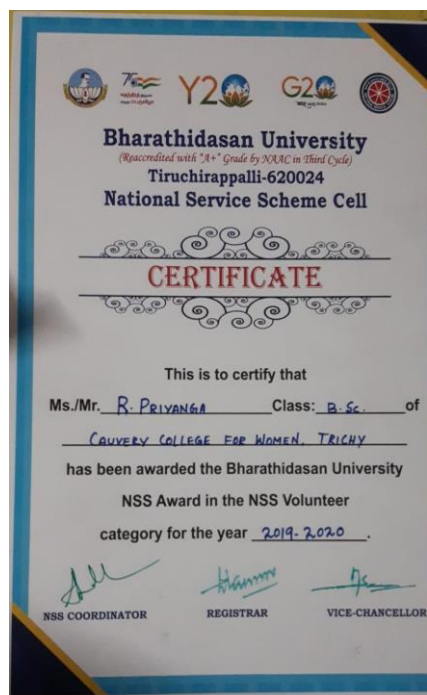 Y20 G20
Bharathidasan University
(Reaccredited with "A+" Grade by NAAC in Third Cycle)
Tiruchirappalli-620024
National Service Scheme Cell
CERTIFICATE
This is to certify that
Ms./Mr. R. PRIYANGA Class: B.Sc. of
CAUVERY COLLEGE FOR WOMEN, TRICHY
has been awarded the Bharathidasan University
NSS Award in the NSS Volunteer
category for the year 2019-2020.
NSS COORDINATOR REGISTRAR VICE-CHANCELLOR